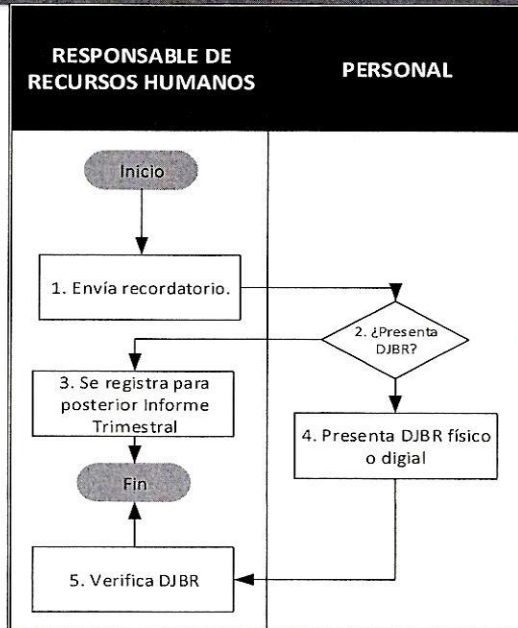 RESPONSABLE DE
RECURSOS HUMANOS
PERSONAL
Inicio
1. Envía recordatorio.
2. ¿Presenta
DJBR?
3. Se registra para
posterior Informe
Trimestral
4. Presenta DJBR físico
o digial
Fin
5. Verifica DJBR